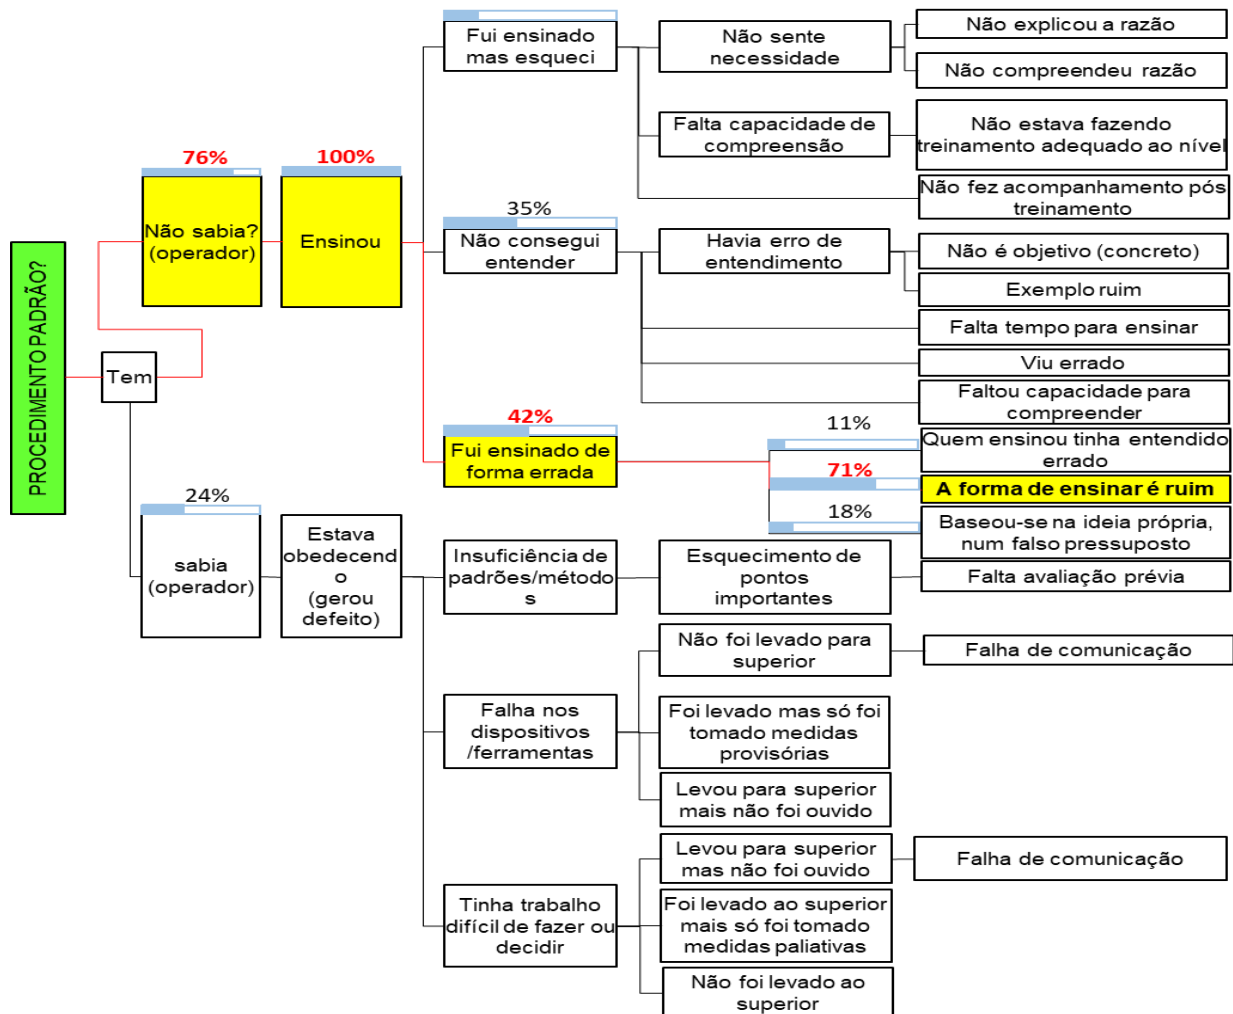 PROCEDIMENTO PADRÃO?
Tem
76%
Não sabia?
(operador)
100%
Ensinou
24%
sabia
(operador)
Estava
obedecend
o
(gerou
defeito)
Fui ensinado
mas esqueci
Não sente
necessidade
Não explicou a razão
Não compreendeu razão
Falta capacidade de
compreensão
Não estava fazendo
treinamento adequado ao nível
Não fez acompanhamento pós
treinamento
35%
Não consegui
entender
Havia erro de
entendimento
Não é objetivo (concreto)
Exemplo ruim
Falta tempo para ensinar
Viu errado
Faltou capacidade para
compreender
42%
Fui ensinado de
forma errada
11%
Quem ensinou tinha entendido
errado
71%
A forma de ensinar é ruim
18%
Baseou-se na ideia própria,
num falso pressuposto
Insuficiência de
padrões/método
s
Esquecimento de
pontos
importantes
Falta avaliação prévia
Falha nos
dispositivos
/ferramentas
Não foi levado para
superior
Falha de comunicação
Foi levado mas só foi
tomado medidas
provisórias
Levou para superior
mais não foi ouvido
Tinha trabalho
difícil de fazer ou
decidir
Levou para superior
mas não foi ouvido
Falha de comunicação
Foi levado ao superior
mais só foi tomado
medidas paliativas
Não foi levado ao
superior